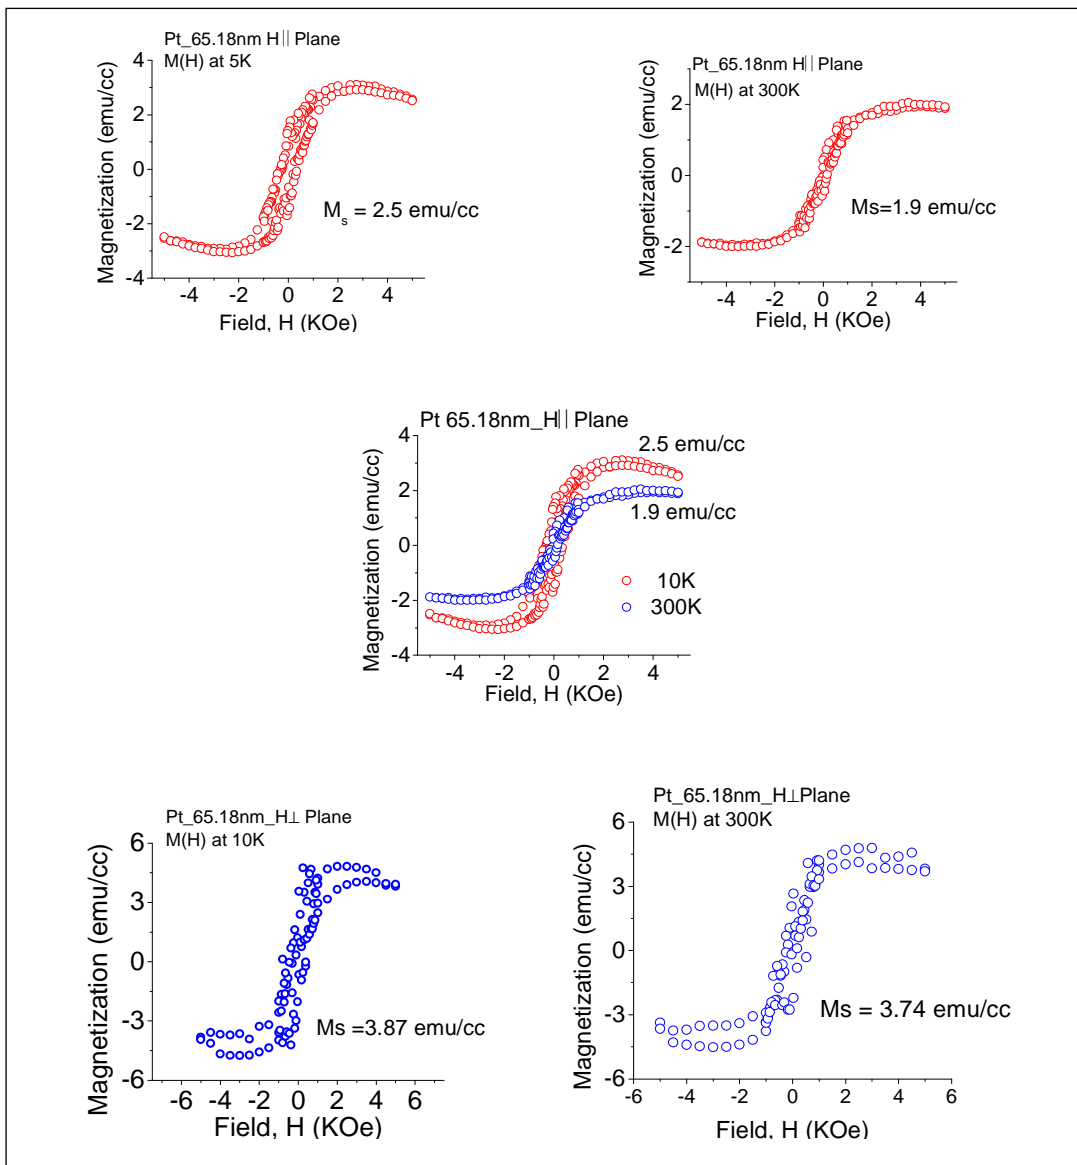 Pt_65.18nm H|| Plane
M(H) at 5K
4
2
0
-2
-4
Magnetization (emu/cc)
Ms = 2.5 emu/cc
-4 -2 0 2 4
Field, H (KOe)
Pt_65.18nm H|| Plane
M(H) at 300K
2
0
-2
Magnetization (emu/cc)
Ms=1.9 emu/cc
-4 -2 0 2 4
Field, H (KOe)
Pt 65.18nm_H|| Plane
4
2
0
-2
-4
Magnetization (emu/cc)
2.5 emu/cc
1.9 emu/cc
10K
300K
-4 -2 0 2 4
Field, H (KOe)
Pt_65.18nm_H⊥ Plane
M(H) at 10K
6
3
0
-3
-6
Magnetization (emu/cc)
Ms =3.87 emu/cc
-6 -4 -2 0 2 4 6
Field, H (KOe)
Pt_65.18nm_H⊥Plane
M(H) at 300K
6
3
0
-3
-6
Magnetization (emu/cc)
Ms = 3.74 emu/cc
-6 -4 -2 0 2 4 6
Field, H (KOe)